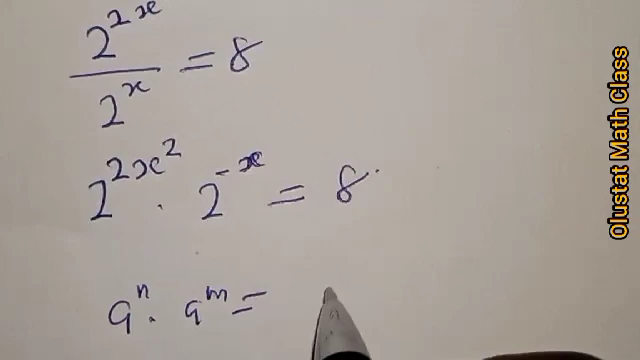 2^{2x}/2^x = 8
2^{2x^2} · 2^{-x} = 8
a^n · a^m =
Olustat Math Class